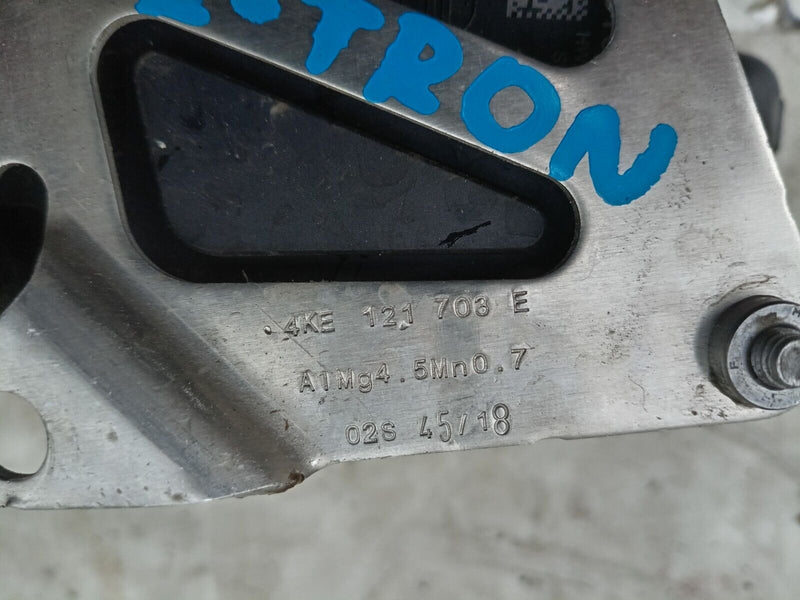 TRON
4KE 121 703 E
AlMg4.5Mn0.7
02S 45/18